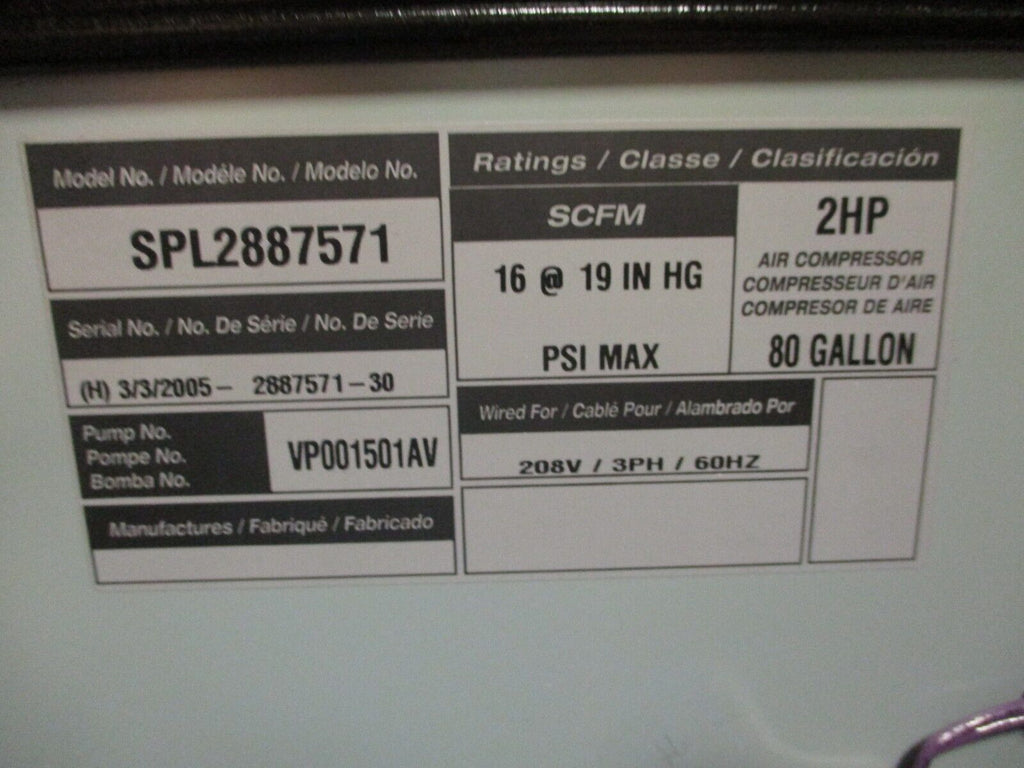 Model No. / Modéle No. / Modelo No.
SPL2887571
Serial No. / No. De Série / No. De Serie
(H) 3/3/2005 - 2887571-30
Pump No.
Pompe No.
Bomba No.
VP001501AV
Manufactures / Fabriqué / Fabricado
Ratings / Classe / Clasificación
SCFM
16 @ 19 IN HG
PSI MAX
2HP
AIR COMPRESSOR
COMPRESSEUR D'AIR
COMPRESOR DE AIRE
80 GALLON
Wired For / Cablé Pour / Alambrado Por
208V / 3PH / 60HZ